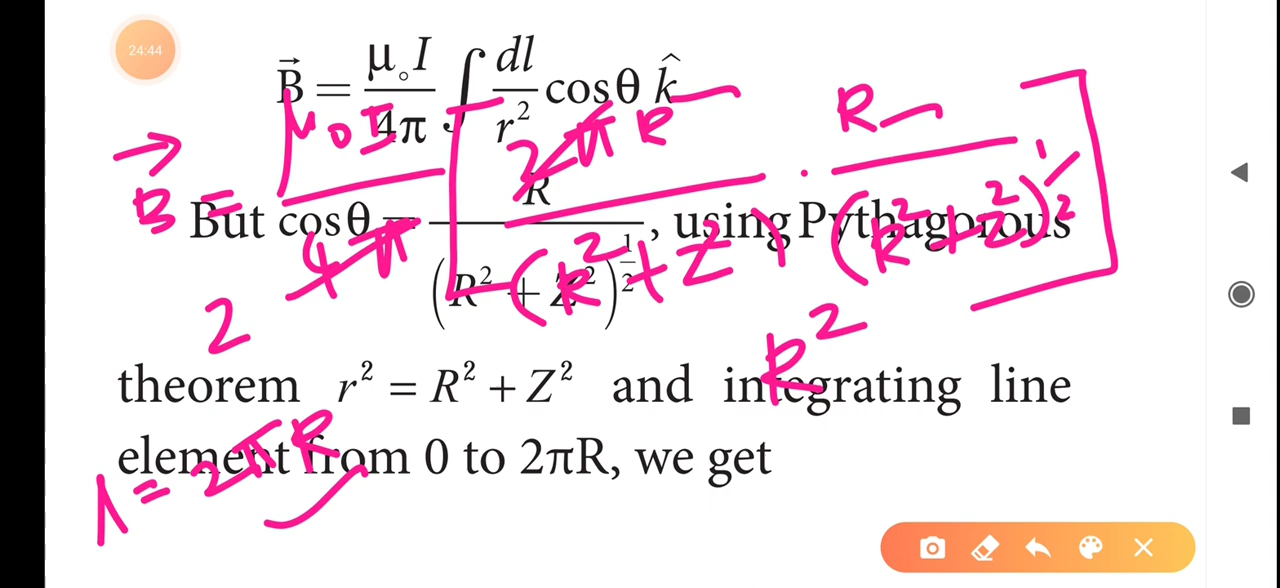 24:44
B⃗ = μ∘I/4π ∫ dl/r² cosθ k̂
B⃗ = μ₀I/4π [2πR/(R²+Z²) · R/(R²+Z²)^1/2]
But cosθ = R/(R² + Z²)^1/2, using Pythagorous
2
R²
theorem r² = R² + Z² and integrating line
element from 0 to 2πR, we get
l = 2πR